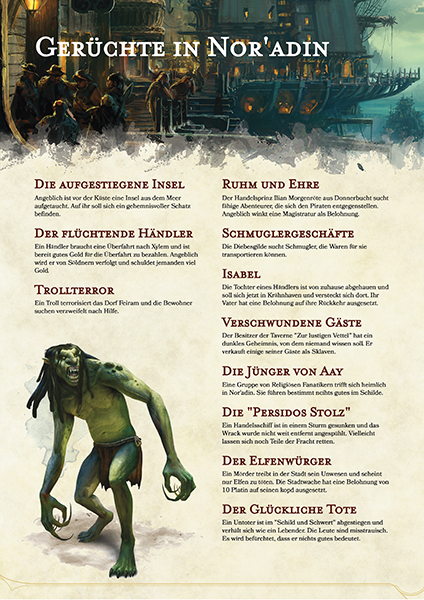 Gerüchte in Nor'adin
Die aufgestiegene Insel
Angeblich ist vor der Küste eine Insel aus dem Meer
aufgetaucht. Auf ihr soll sich ein geheimnisvoller Schatz
befinden.
Der flüchtende Händler
Ein Händler braucht eine Überfahrt nach Xylem und ist
bereit gutes Gold für die Überfahrt zu bezahlen. Angeblich
wird er von Söldnern verfolgt und schuldet jemanden viel
Gold.
Trollterror
Ein Troll terrorisiert das Dorf Feiram und die Bewohner
suchen verzweifelt nach Hilfe.
Ruhm und Ehre
Der Handelsprinz Ilian Morgenröte aus Donnerbucht sucht
fähige Abenteurer, die sich den Piraten entgegenstellen.
Angeblich winkt eine Magistratur als Belohnung.
Schmuglergeschäfte
Die Diebesgilde sucht Schmugler, die Waren für sie
transportieren können.
Isabel
Die Tochter eines Händlers ist von zuhause abgehauen und
soll sich jetzt in Krähhaven und versteckt sich dort. Ihr
Vater hat eine Belohnung auf ihre Rückkehr ausgesetzt.
Verschwundene Gäste
Der Besitzer der Taverne "Zur lustigen Vettel" hat ein
dunkles Geheimnis, von dem niemand wissen soll. Er
verkauft einige seiner Gäste als Sklaven.
Die Jünger von Aay
Eine Gruppe von Religiösen Fanatikern trifft sich heimlich
in Nor'adin. Sie führen bestimmt neihts gutes im Schilde.
Die "Persidos Stolz"
Ein Handelsschiff ist in einem Sturm gesunken und das
Wrack wurde nicht weit entfernt angespühlt. Vielleicht
lassen sich noch Teile der Fracht retten.
Der Elfenwürger
Ein Mörder treibt in der Stadt sein Unwesen und scheint
nur Elfen zu töten. Die Stadtwache hat eine Belohnung von
10 Platin auf seinen kopd ausgesetzt.
Der Glückliche Tote
Ein Untoter ist im "Schild und Schwert" abgestiegen und
verhält sich wie ein Lebender. Die Leute sind misstrauisch.
Es wird befürchtet, dass er nichts gutes bedeutet.